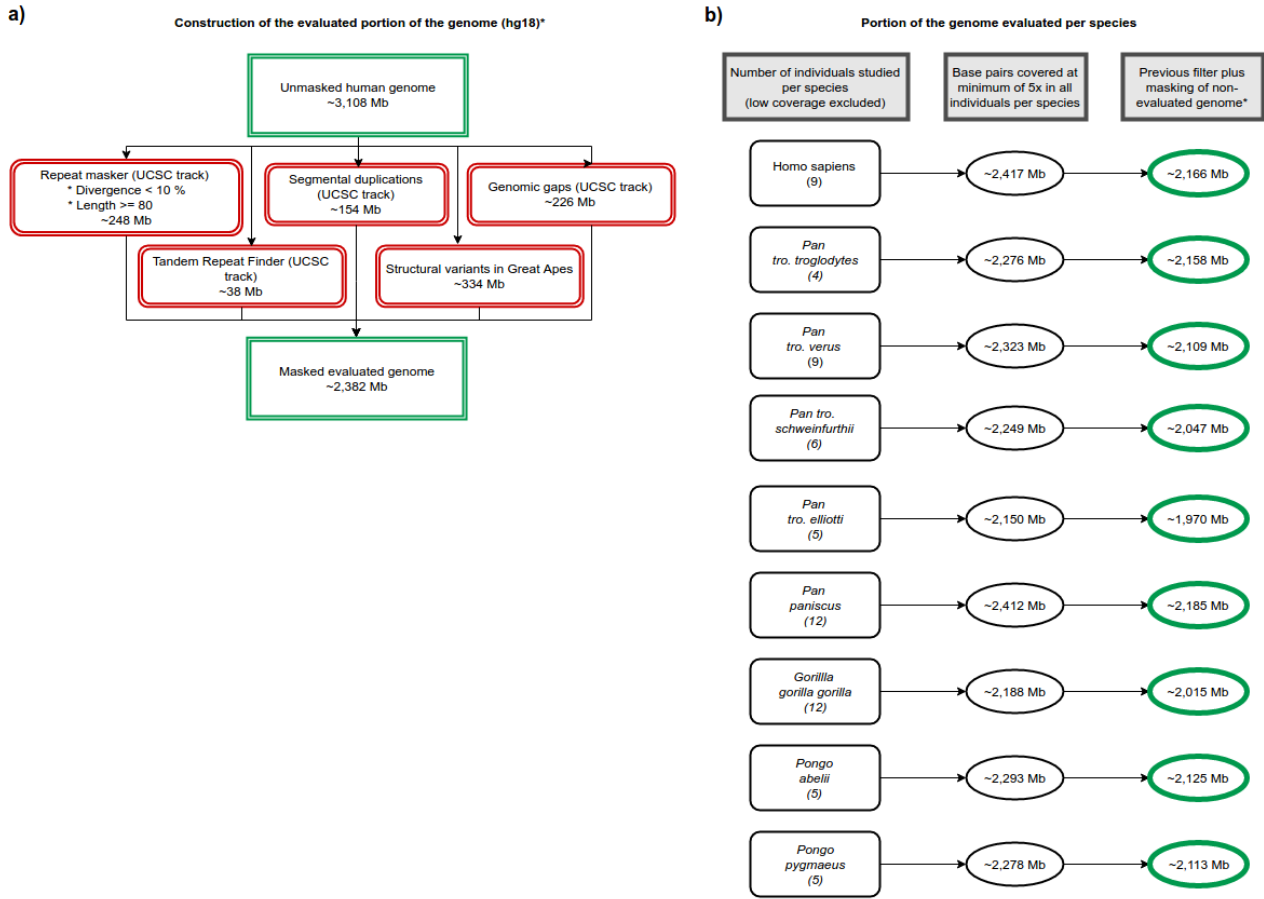 a)
Construction of the evaluated portion of the genome (hg18)*
Unmasked human genome
~3,108 Mb
Repeat masker (UCSC track)
* Divergence < 10 %
* Length >= 80
~248 Mb
Segmental duplications
(UCSC track)
~154 Mb
Genomic gaps (UCSC track)
~226 Mb
Tandem Repeat Finder (UCSC
track)
~38 Mb
Structural variants in Great Apes
~334 Mb
Masked evaluated genome
~2,382 Mb
b)
Portion of the genome evaluated per species
Number of individuals studied
per species
(low coverage excluded)
Base pairs covered at
minimum of 5x in all
individuals per species
Previous filter plus
masking of non-
evaluated genome*
Homo sapiens
(9)
~2,417 Mb
~2,166 Mb
Pan
tro. troglodytes
(4)
~2,276 Mb
~2,158 Mb
Pan
tro. verus
(9)
~2,323 Mb
~2,109 Mb
Pan tro.
schweinfurthii
(6)
~2,249 Mb
~2,047 Mb
Pan
tro. elliotti
(5)
~2,150 Mb
~1,970 Mb
Pan
paniscus
(12)
~2,412 Mb
~2,185 Mb
Gorillla
gorilla gorilla
(12)
~2,188 Mb
~2,015 Mb
Pongo
abelii
(5)
~2,293 Mb
~2,125 Mb
Pongo
pygmaeus
(5)
~2,278 Mb
~2,113 Mb